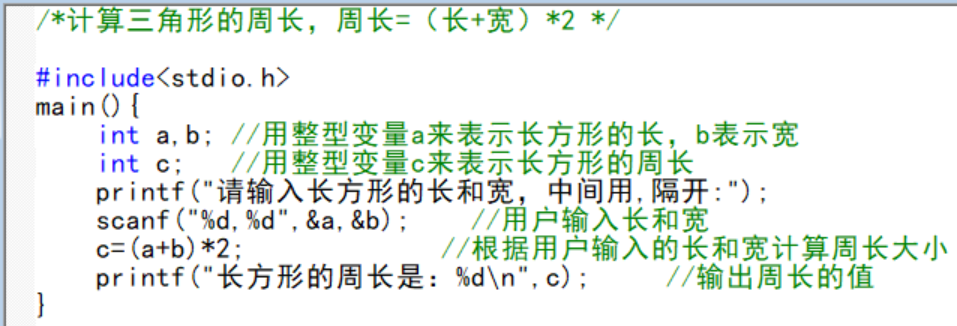 /*计算三角形的周长，周长=（长+宽）*2 */
#include<stdio.h>
main(){
int a,b; //用整型变量a来表示长方形的长，b表示宽
int c; //用整型变量c来表示长方形的周长
printf("请输入长方形的长和宽，中间用,隔开:");
scanf("%d,%d",&a,&b); //用户输入长和宽
c=(a+b)*2; //根据用户输入的长和宽计算周长大小
printf("长方形的周长是：%d\n",c); //输出周长的值
}